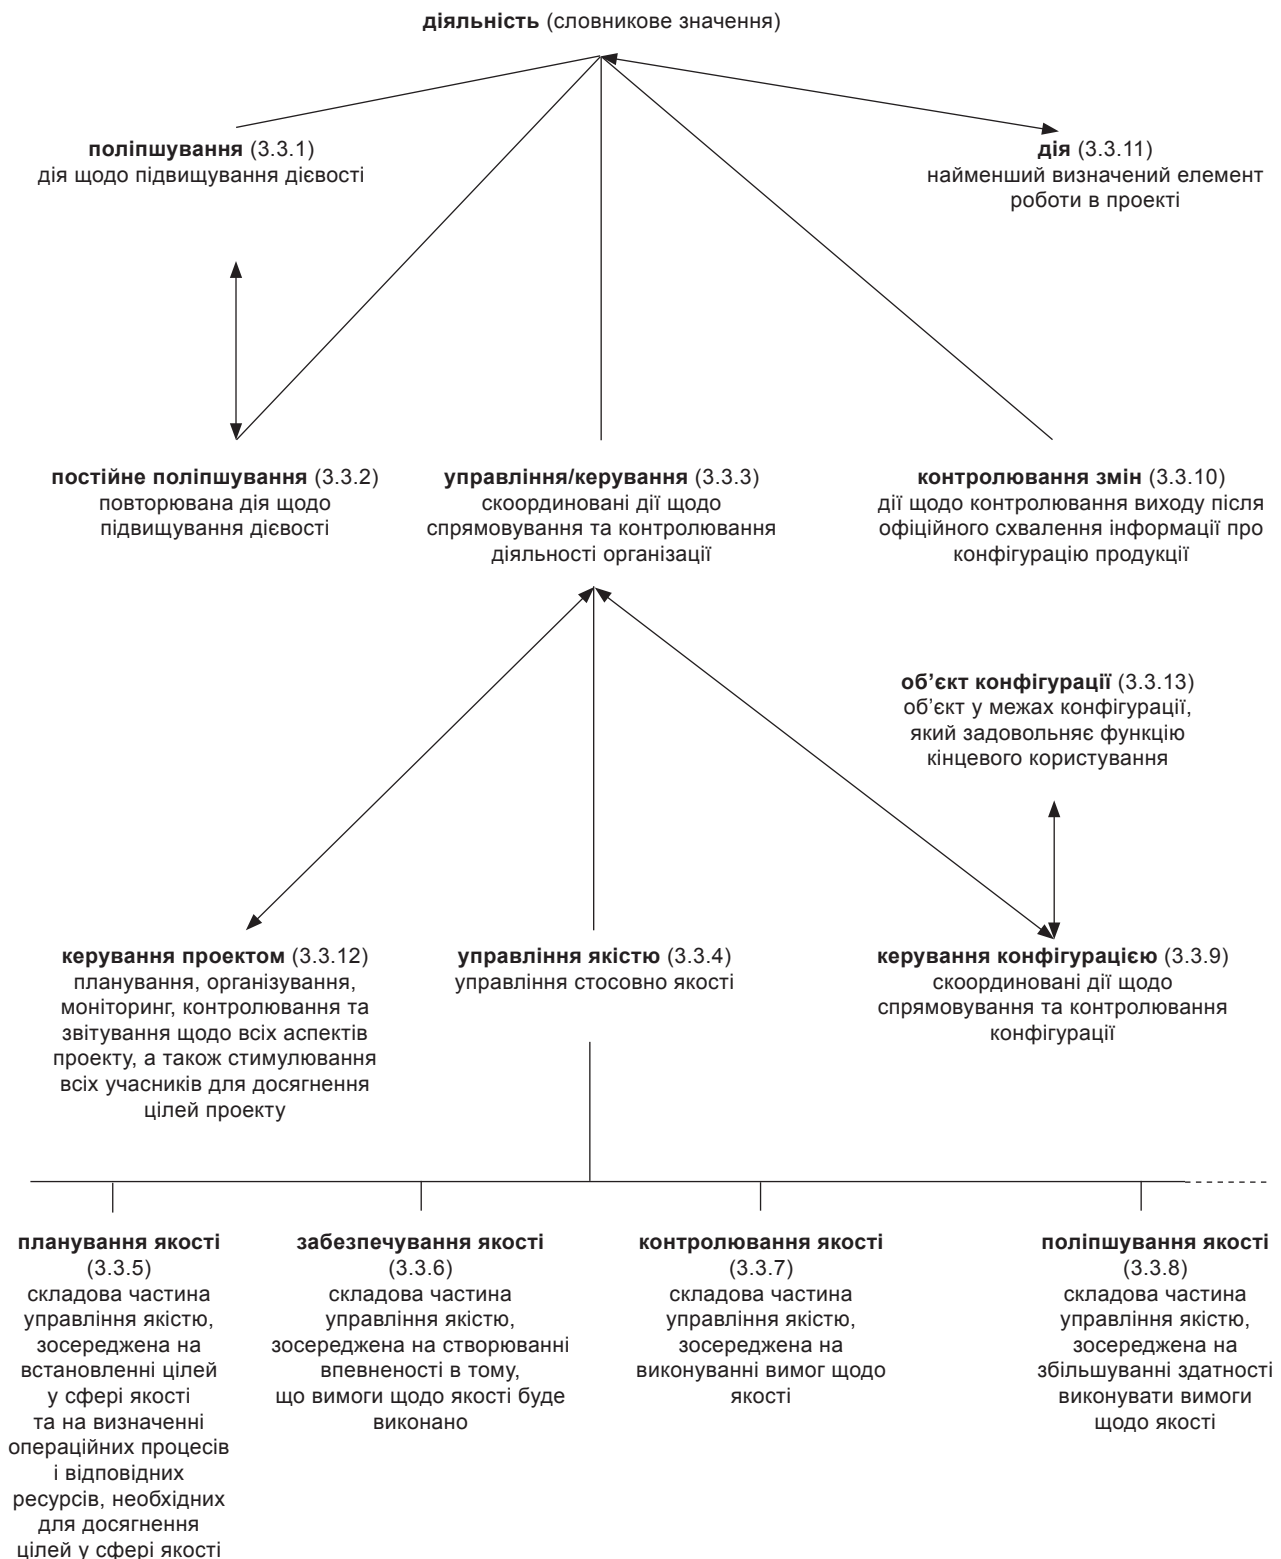 діяльність (словникове значення)
поліпшування (3.3.1)
дія щодо підвищування дієвості
дія (3.3.11)
найменший визначений елемент
роботи в проекті
постійне поліпшування (3.3.2)
повторювана дія щодо
підвищування дієвості
управління/керування (3.3.3)
скоординовані дії щодо
спрямовування та контролювання
діяльності організації
контролювання змін (3.3.10)
дії щодо контролювання виходу після
офіційного схвалення інформації про
конфігурацію продукції
об’єкт конфігурації (3.3.13)
об’єкт у межах конфігурації,
який задовольняє функцію
кінцевого користування
керування проектом (3.3.12)
планування, організування,
моніторинг, контролювання та
звітування щодо всіх аспектів
проекту, а також стимулювання
всіх учасників для досягнення
цілей проекту
управління якістю (3.3.4)
управління стосовно якості
керування конфігурацією (3.3.9)
скоординовані дії щодо
спрямовування та контролювання
конфігурації
планування якості
(3.3.5)
складова частина
управління якістю,
зосереджена на
встановленні цілей
у сфері якості
та на визначенні
операційних процесів
і відповідних
ресурсів, необхідних
для досягнення
цілей у сфері якості
забезпечування якості
(3.3.6)
складова частина
управління якістю,
зосереджена на створюванні
впевненості в тому,
що вимоги щодо якості буде
виконано
контролювання якості
(3.3.7)
складова частина
управління якістю,
зосереджена на
виконуванні вимог щодо
якості
поліпшування якості
(3.3.8)
складова частина
управління якістю,
зосереджена на
збільшуванні здатності
виконувати вимоги
щодо якості